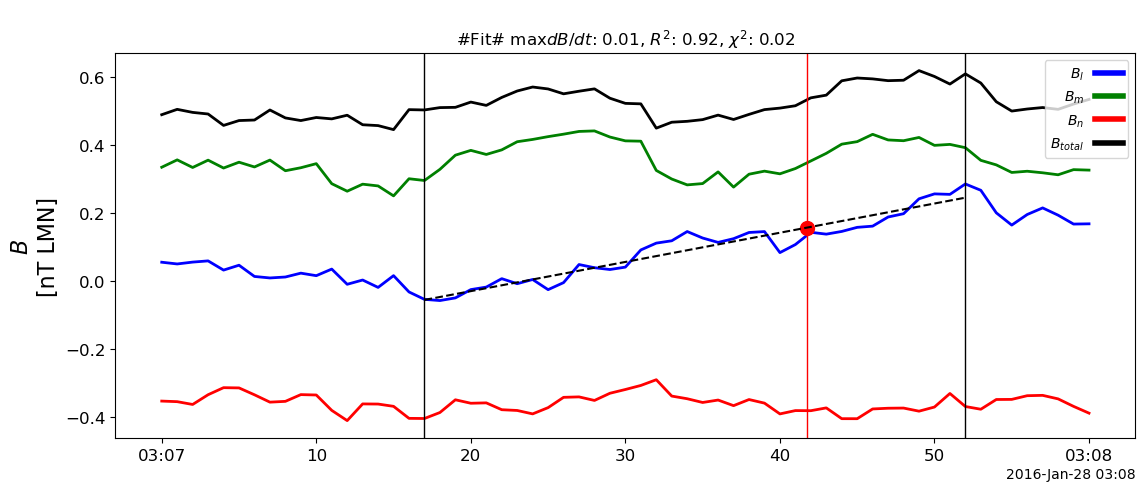 #Fit# maxdB/dt: 0.01, R²: 0.92, χ²: 0.02
B
[nT LMN]
0.6
0.4
0.2
0.0
−0.2
−0.4
B_l
B_m
B_n
B_total
03:07 10 20 30 40 50 03:08
2016-Jan-28 03:08